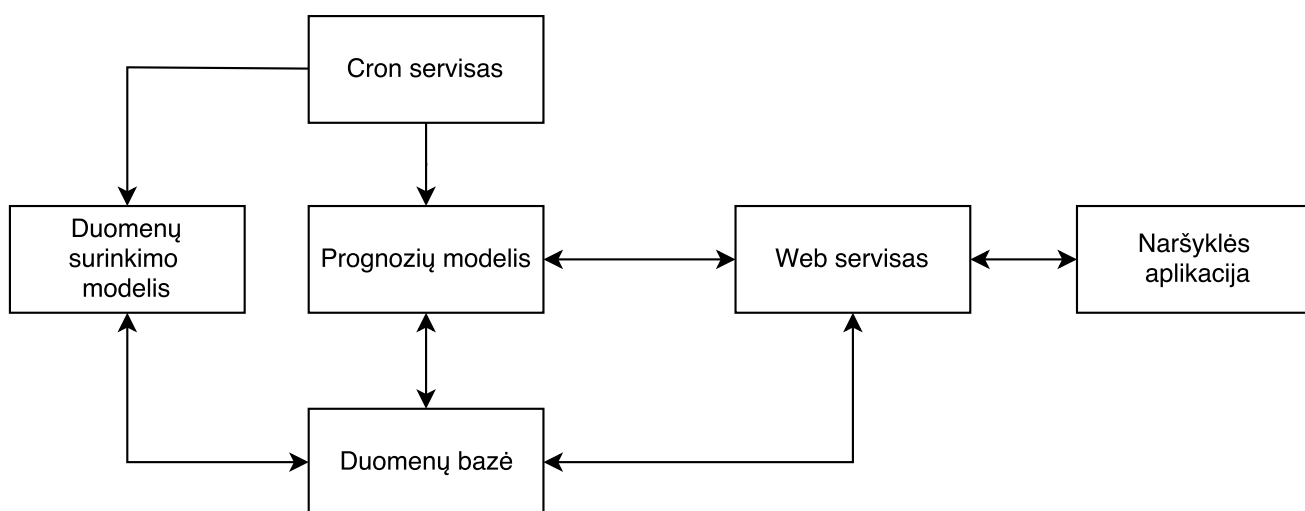 Cron servisas
Duomenų
surinkimo
modelis
Prognozių modelis
Web servisas
Naršyklės
aplikacija
Duomenų bazė